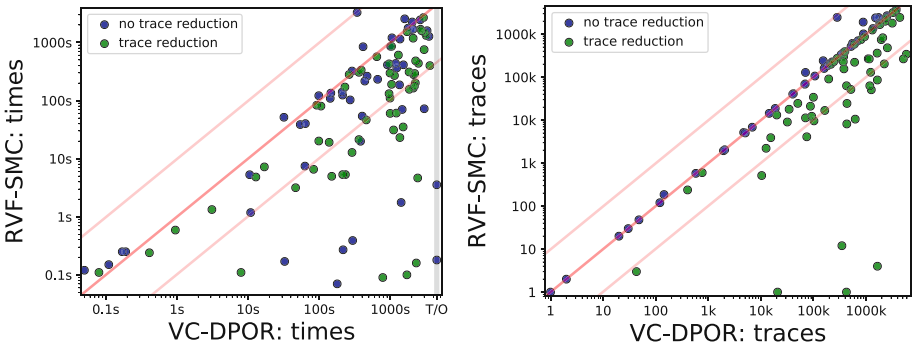 no trace reduction
trace reduction
1000s
100s
10s
1s
0.1s
RVF-SMC: times
0.1s 1s 10s 100s 1000s T/O
VC-DPOR: times
no trace reduction
trace reduction
1000k
100k
10k
1k
100
10
1
RVF-SMC: traces
1 10 100 1k 10k 100k 1000k
VC-DPOR: traces